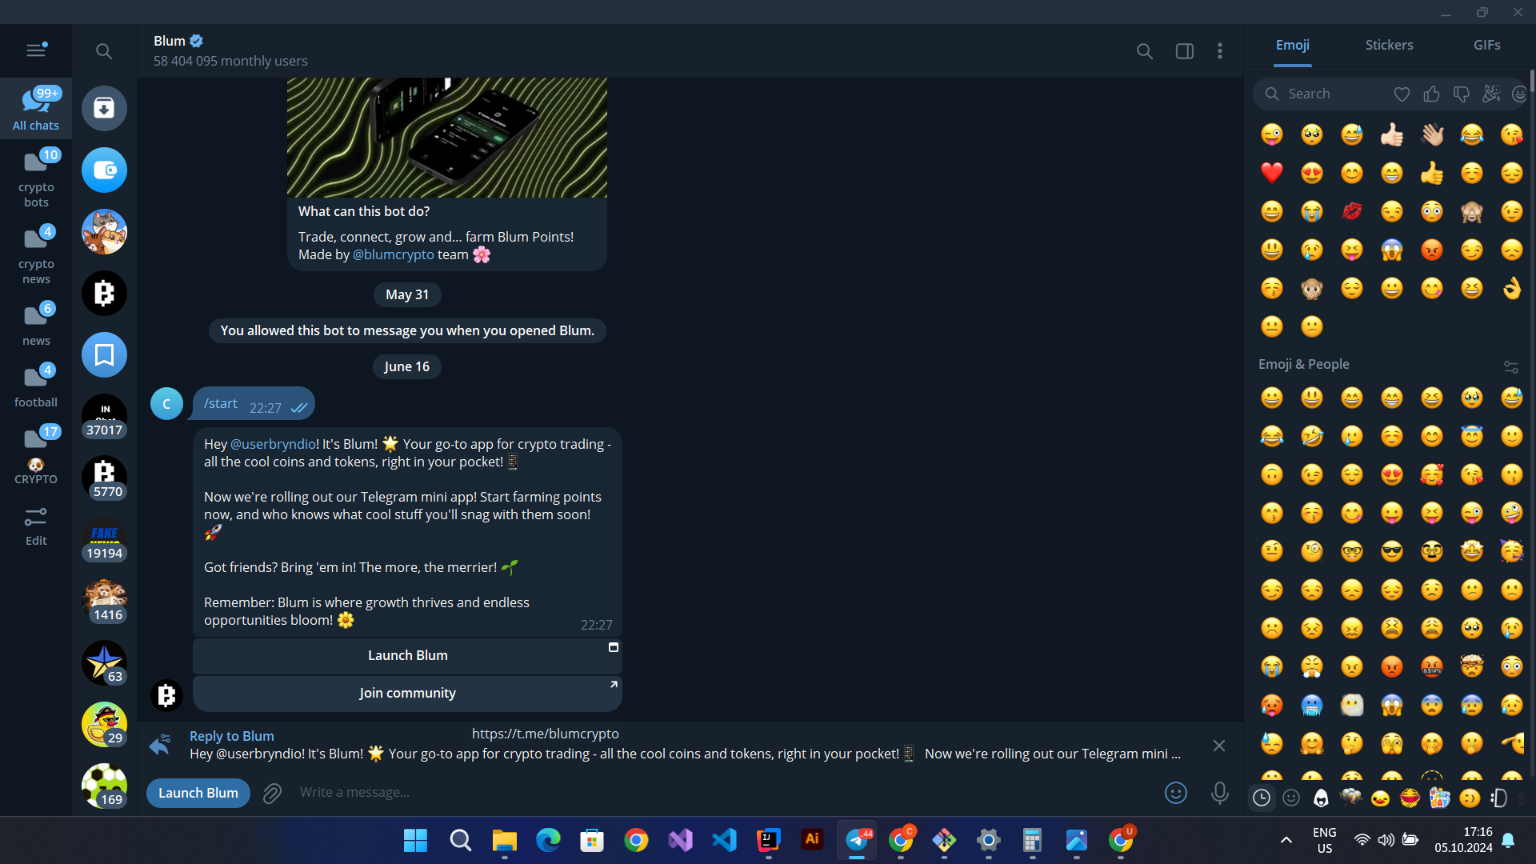 Blum
58 404 095 monthly users
Emoji
Stickers
GIFs
99+
All chats
10
crypto
bots
4
crypto
news
6
news
4
football
17
CRYPTO
Edit
IN
37017
5770
FAKE
19194
1416
63
29
169
What can this bot do?
Trade, connect, grow and... farm Blum Points!
Made by @blumcrypto team 🌸
May 31
You allowed this bot to message you when you opened Blum.
June 16
C
/start
22:27
Hey @userbryndio! It's Blum! 🌟 Your go-to app for crypto trading -
all the cool coins and tokens, right in your pocket! 📱
Now we're rolling out our Telegram mini app! Start farming points
now, and who knows what cool stuff you'll snag with them soon!
🚀
Got friends? Bring 'em in! The more, the merrier! 🌱
Remember: Blum is where growth thrives and endless
opportunities bloom! 🌼
22:27
Launch Blum
Join community
Reply to Blum
https://t.me/blumcrypto
Hey @userbryndio! It's Blum! 🌟 Your go-to app for crypto trading - all the cool coins and tokens, right in your pocket! 📱 Now we're rolling out our Telegram mini ...
Launch Blum
Write a message...
Search
Emoji & People
Ai
44
C
U
ENG
US
17:16
05.10.2024